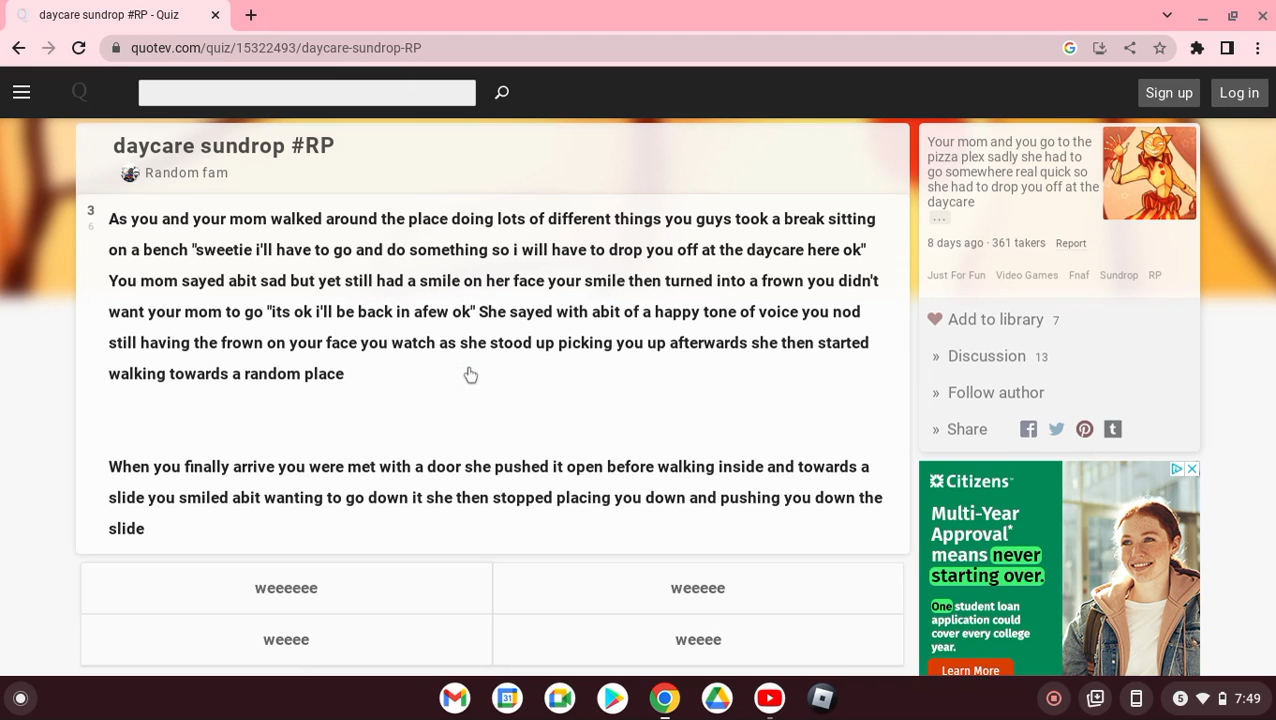 daycare sundrop #RP - Quiz
quotev.com/quiz/15322493/daycare-sundrop-RP
Q
Sign up
Log in
daycare sundrop #RP
Random fam
3
6
As you and your mom walked around the place doing lots of different things you guys took a break sitting
on a bench "sweetie i'll have to go and do something so i will have to drop you off at the daycare here ok"
You mom sayed abit sad but yet still had a smile on her face your smile then turned into a frown you didn't
want your mom to go "its ok i'll be back in afew ok" She sayed with abit of a happy tone of voice you nod
still having the frown on your face you watch as she stood up picking you up afterwards she then started
walking towards a random place
When you finally arrive you were met with a door she pushed it open before walking inside and towards a
slide you smiled abit wanting to go down it she then stopped placing you down and pushing you down the
slide
weeeeee
weeeee
weeee
weeee
Your mom and you go to the
pizza plex sadly she had to
go somewhere real quick so
she had to drop you off at the
daycare
...
8 days ago · 361 takers Report
Just For Fun Video Games Fnaf Sundrop RP
Add to library 7
» Discussion 13
» Follow author
» Share
Citizens™
Multi-Year
Approval*
means never
starting over.
One student loan
application could
cover every college
year.
Learn More
31
5
7:49